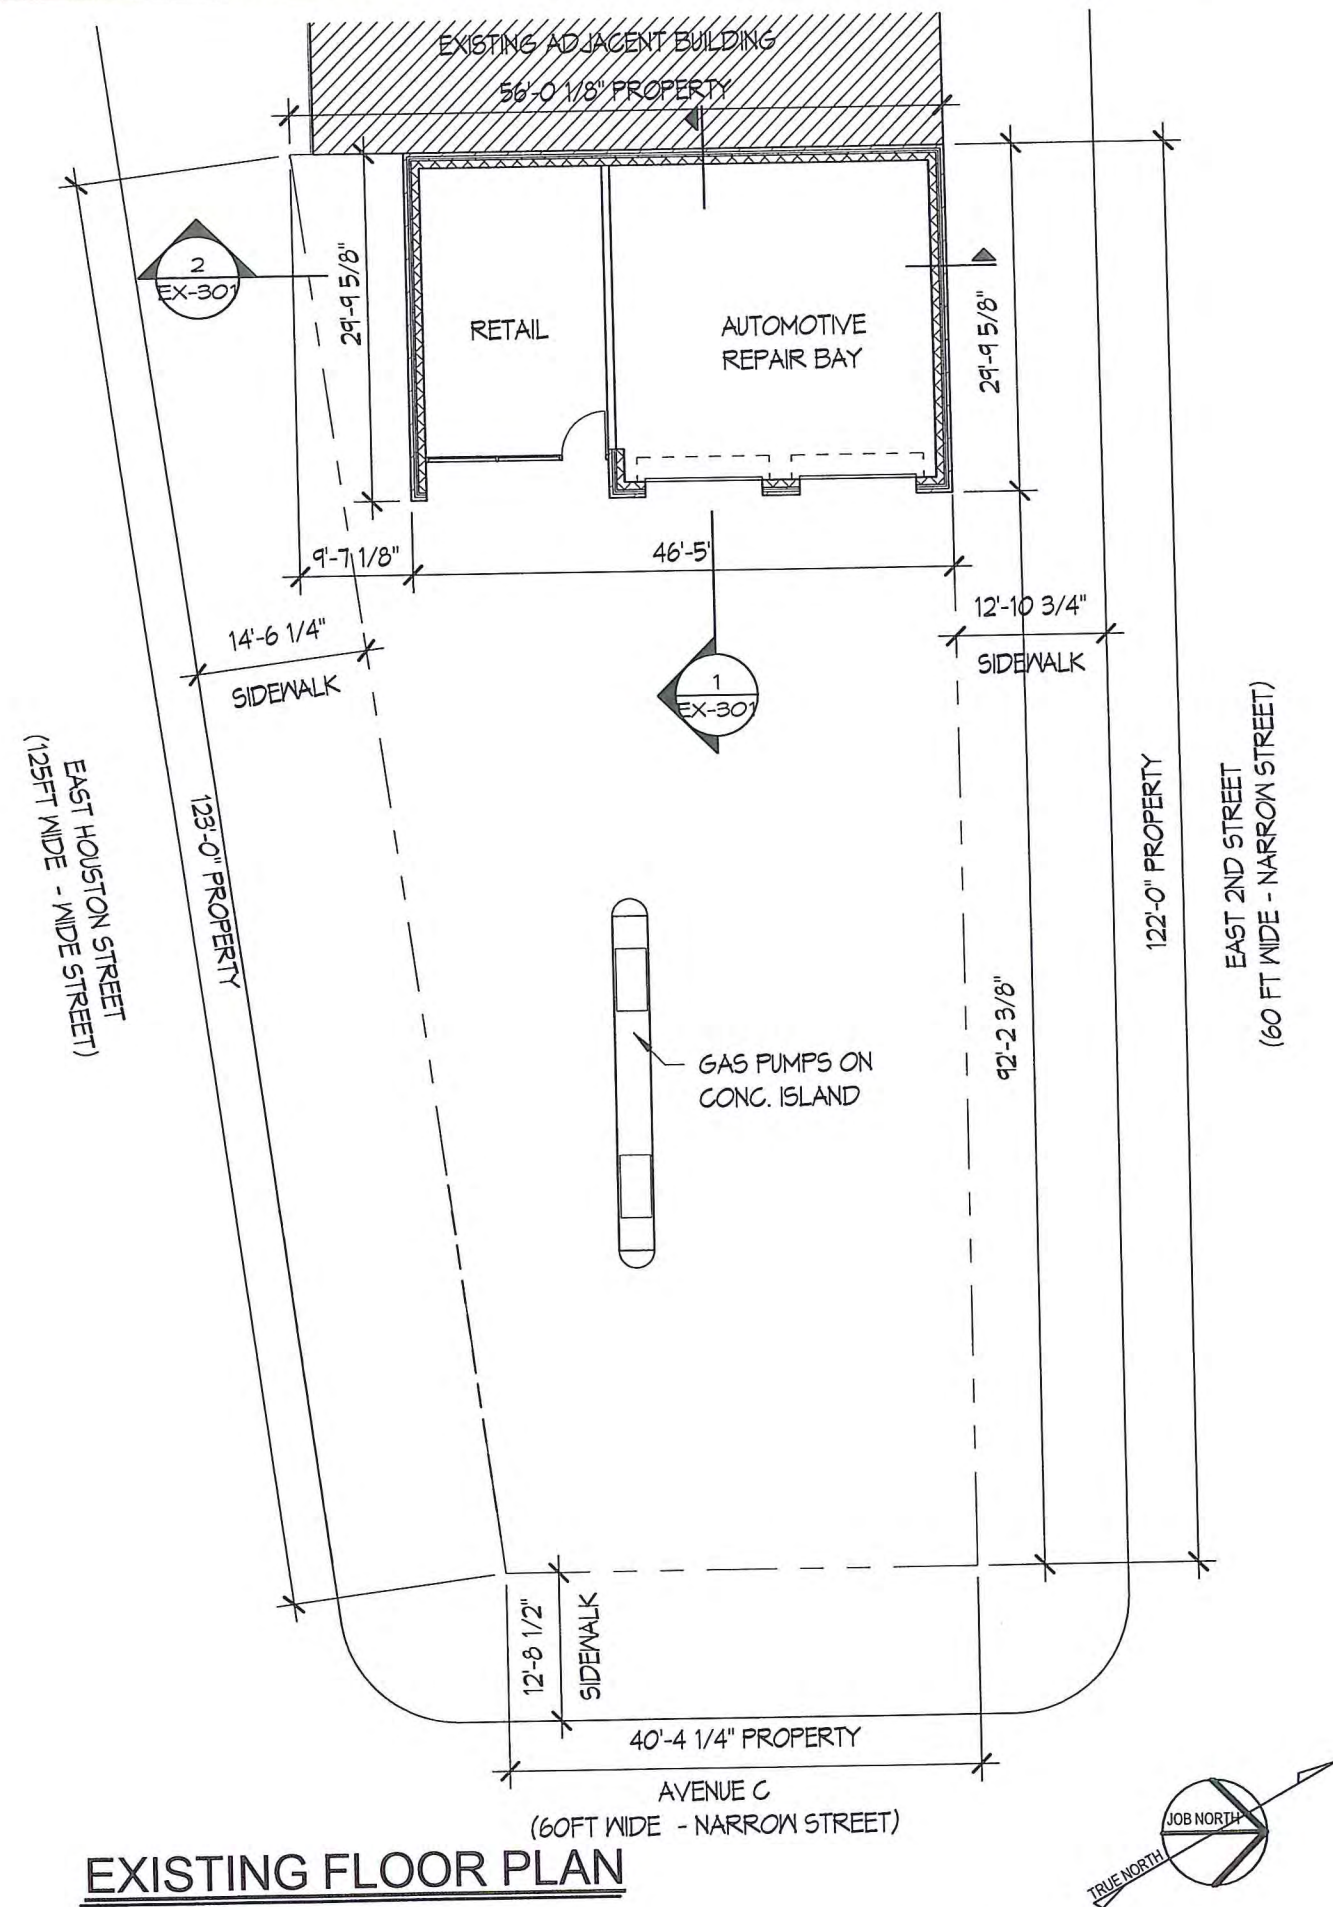 EXISTING ADJACENT BUILDING
56'-0 1/8" PROPERTY
2
EX-301
29'-9 5/8"
RETAIL
AUTOMOTIVE
REPAIR BAY
29'-9 5/8"
9'-7 1/8"
46'-5"
12'-10 3/4"
SIDEWALK
14'-6 1/4"
SIDEWALK
1
EX-301
EAST HOUSTON STREET
(125FT WIDE - WIDE STREET)
123'-0" PROPERTY
122'-0" PROPERTY
EAST 2ND STREET
(60 FT WIDE - NARROW STREET)
92'-2 3/8"
GAS PUMPS ON
CONC. ISLAND
12'-8 1/2"
SIDEWALK
40'-4 1/4" PROPERTY
AVENUE C
(60FT WIDE - NARROW STREET)
JOB NORTH
TRUE NORTH
EXISTING FLOOR PLAN